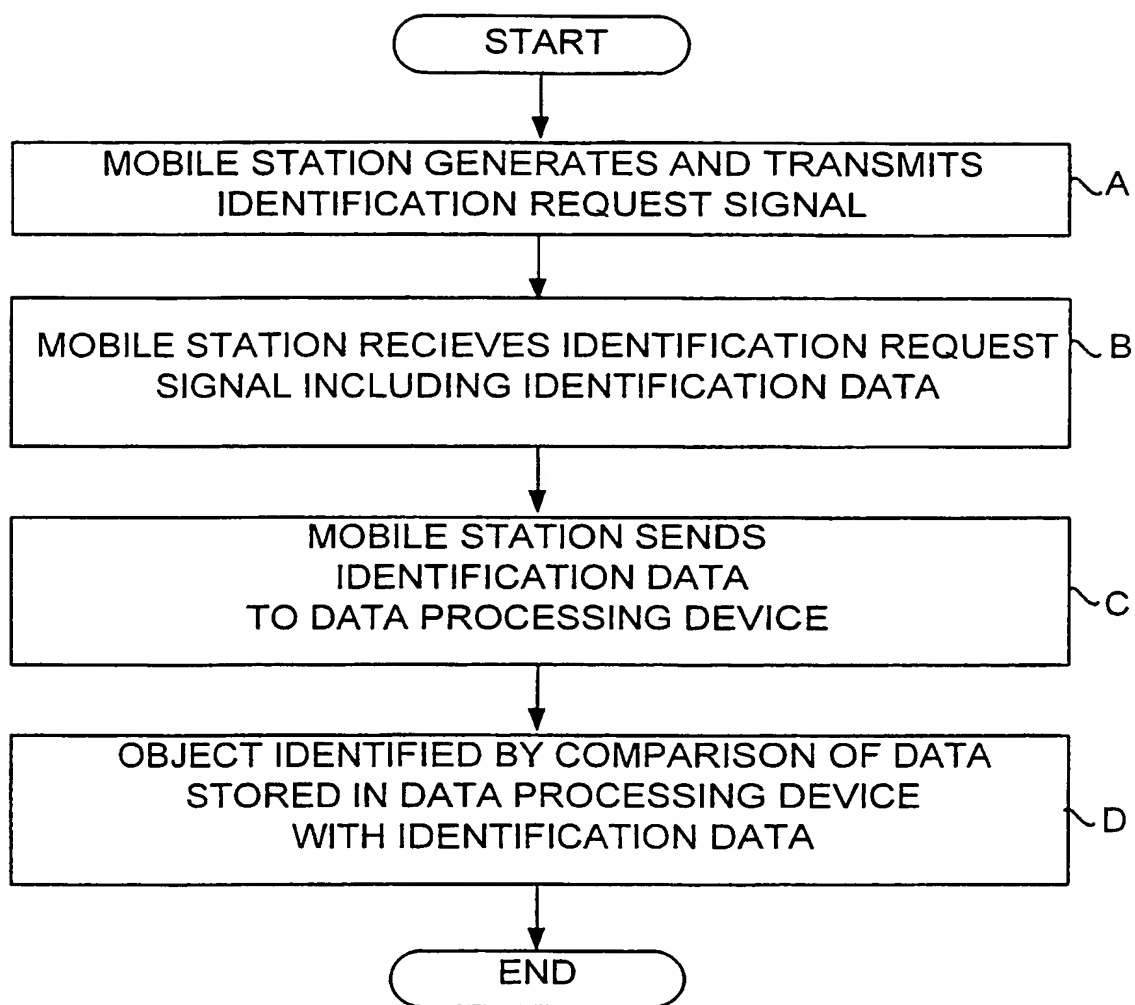 START
MOBILE STATION GENERATES AND TRANSMITS
IDENTIFICATION REQUEST SIGNAL
A
MOBILE STATION RECIEVES IDENTIFICATION REQUEST
SIGNAL INCLUDING IDENTIFICATION DATA
B
MOBILE STATION SENDS
IDENTIFICATION DATA
TO DATA PROCESSING DEVICE
C
OBJECT IDENTIFIED BY COMPARISON OF DATA
STORED IN DATA PROCESSING DEVICE
WITH IDENTIFICATION DATA
D
END